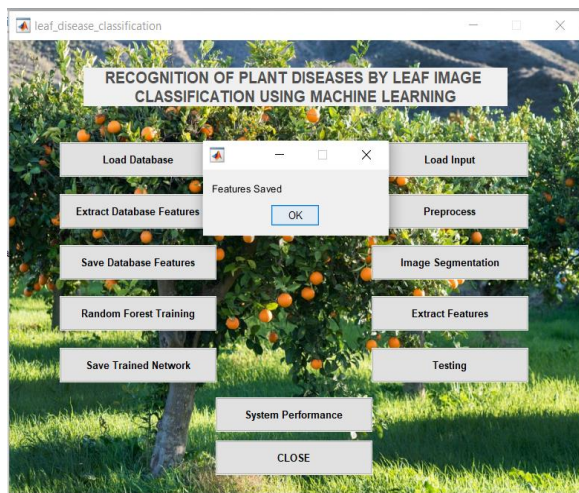 leaf_disease_classification
RECOGNITION OF PLANT DISEASES BY LEAF IMAGE
CLASSIFICATION USING MACHINE LEARNING
Load Database
Load Input
Features Saved
OK
Extract Database Features
Preprocess
Save Database Features
Image Segmentation
Random Forest Training
Extract Features
Save Trained Network
Testing
System Performance
CLOSE